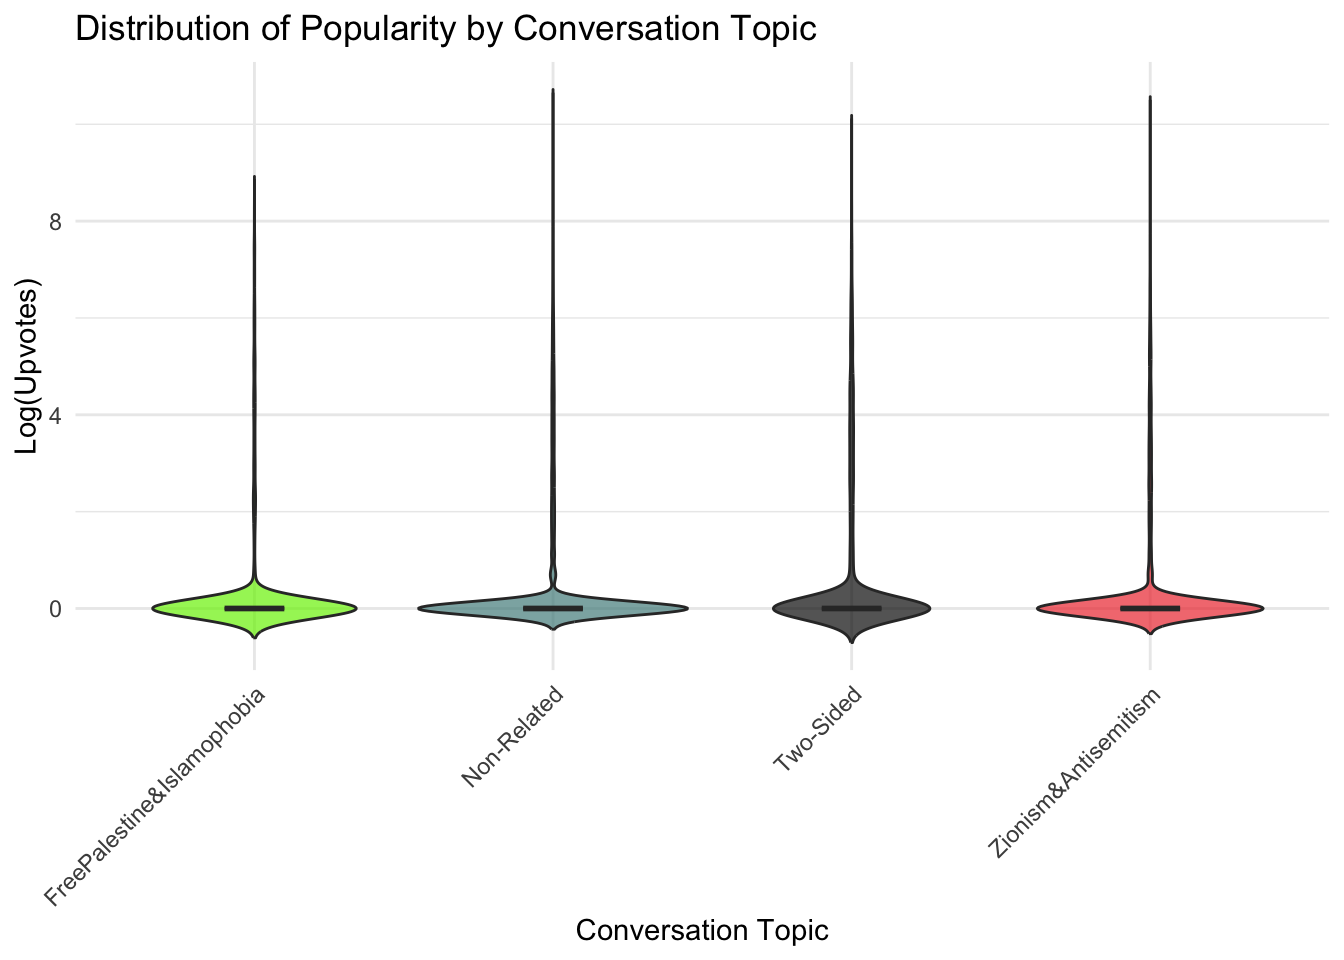 Distribution of Popularity by Conversation Topic
Log(Upvotes)
8
4
0
FreePalestine&Islamophobia
Non-Related
Two-Sided
Zionism&Antisemitism
Conversation Topic